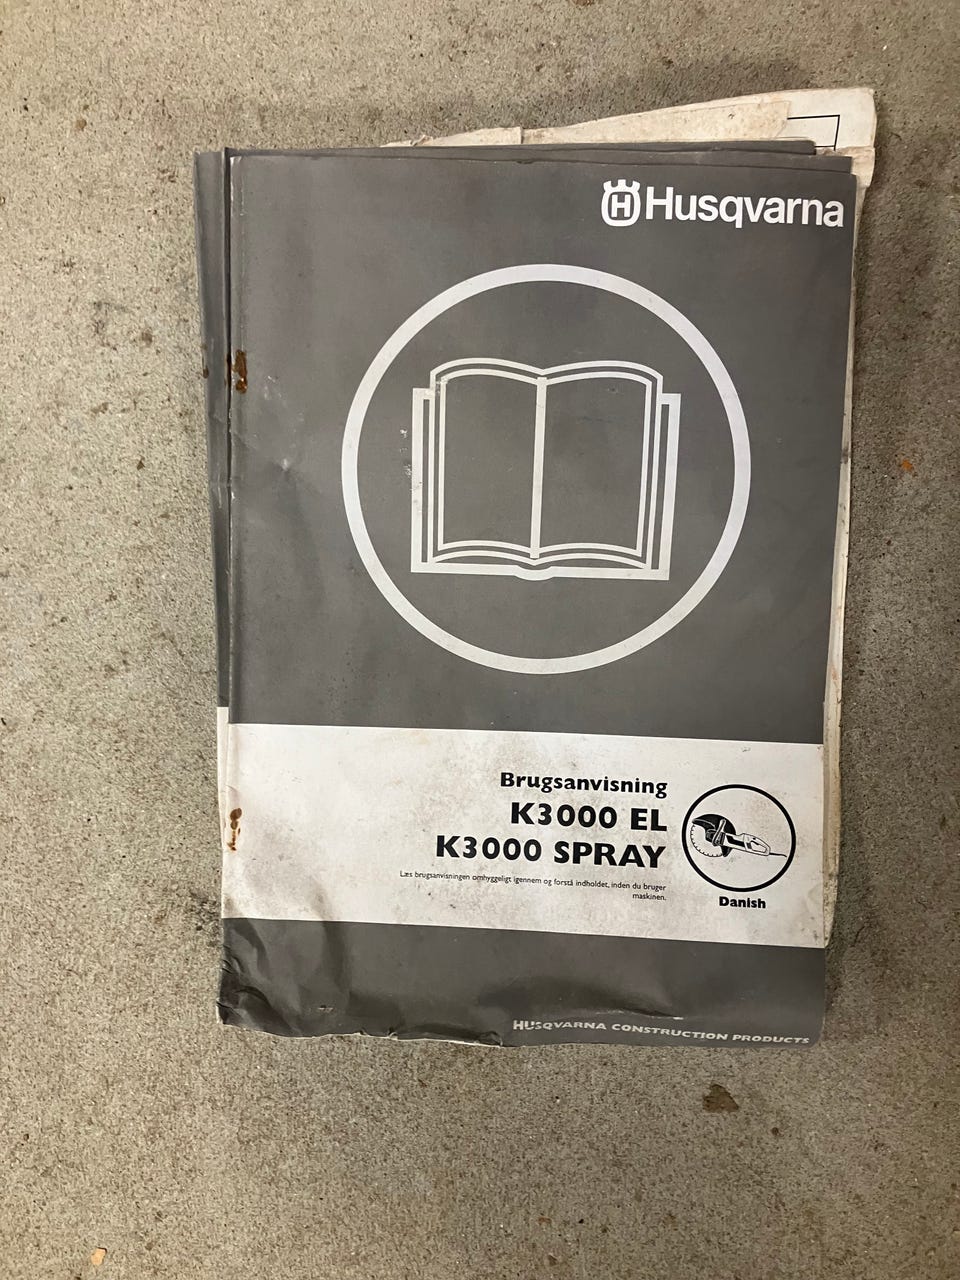 Husqvarna
Brugsanvisning
K3000 EL
K3000 SPRAY
Læs brugsanvisningen omhyggeligt igennem og forstå indholdet, inden du bruger
maskinen.
Danish
HUSQVARNA CONSTRUCTION PRODUCTS